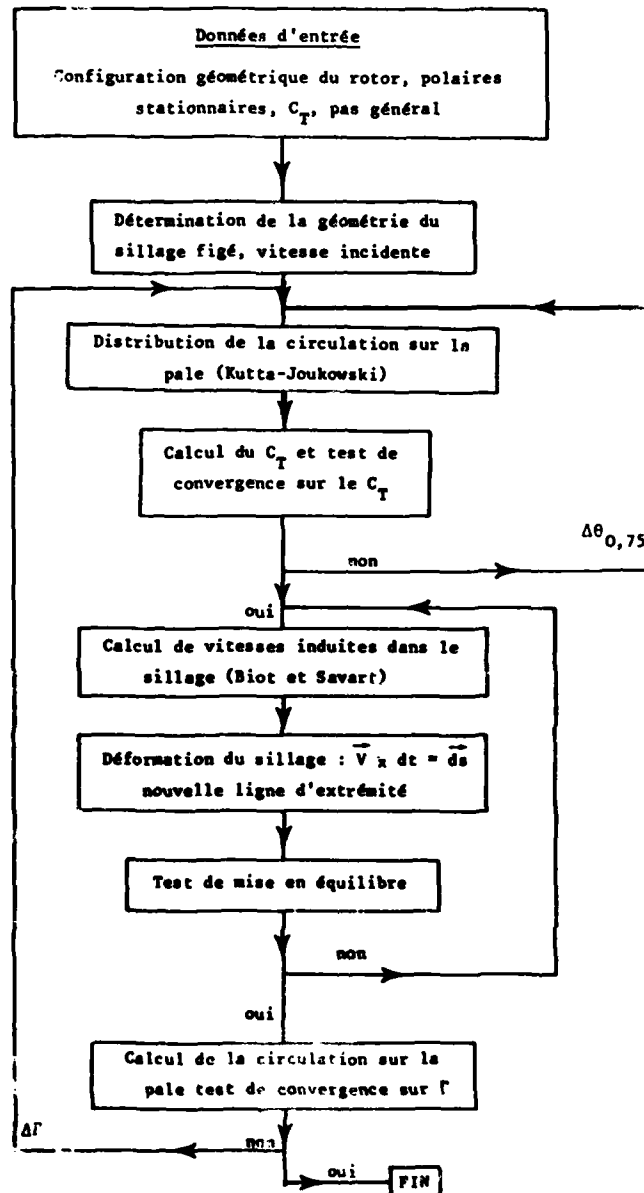 Données d'entrée
Configuration géométrique du rotor, polaires
stationnaires, C_T, pas général
Détermination de la géométrie du
sillage figé, vitesse incidente
Distribution de la circulation sur la
pale (Kutta-Joukowski)
Calcul du C_T et test de
convergence sur le C_T
Δθ0,75
non
oui
Calcul de vitesses induites dans le
sillage (Biot et Savart)
Déformation du sillage : V⃗ x dt = d⃗s
nouvelle ligne d'extrémité
Test de mise en équilibre
non
oui
Calcul de la circulation sur la
pale test de convergence sur Γ
ΔΓ
non
oui
FIN